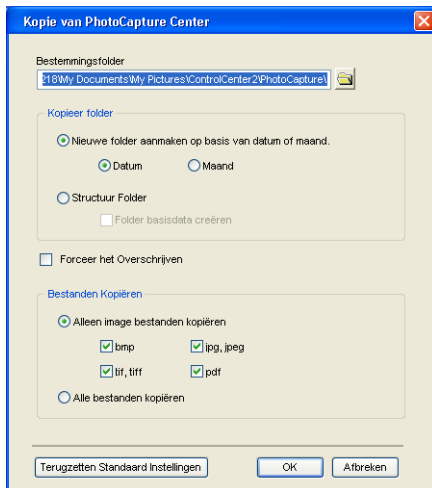 Kopie van PhotoCapture Center
Bestemmingsfolder
218\My Documents\My Pictures\ControlCenter2\PhotoCapture\
Kopieer folder
Nieuwe folder aanmaken op basis van datum of maand.
Datum Maand
Structuur Folder
Folder basisdata creëren
Forceer het Overschrijven
Bestanden Kopiëren
Alleen image bestanden kopiëren
bmp jpg, jpeg
tif, tiff pdf
Alle bestanden kopiëren
Terugzetten Standaard Instellingen OK Afbreken